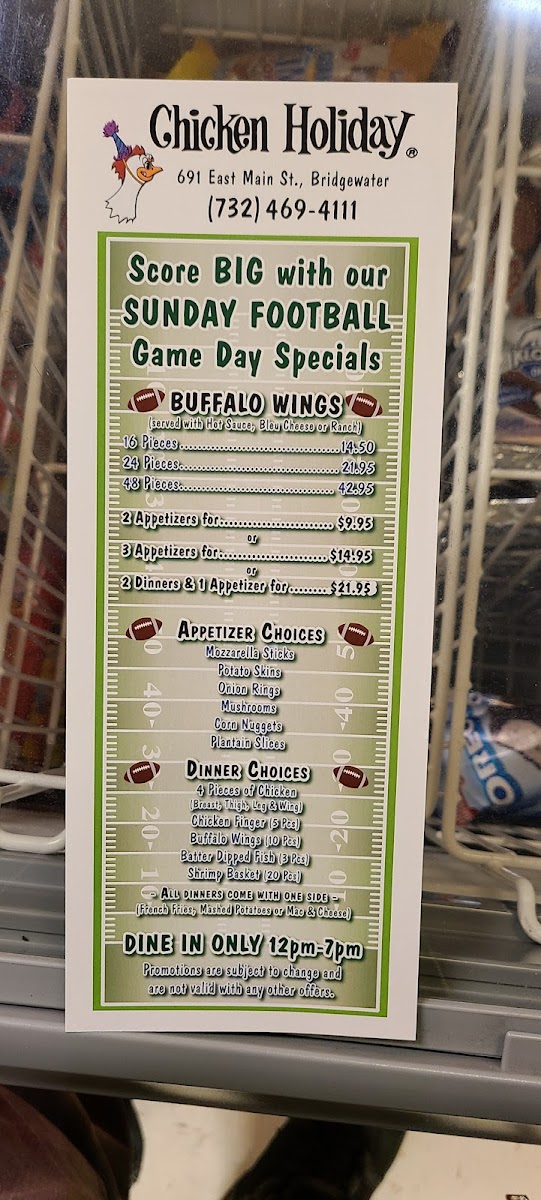 Chicken Holiday®
691 East Main St., Bridgewater
(732) 469-4111
Score BIG with our
SUNDAY FOOTBALL
Game Day Specials
BUFFALO WINGS
(served with Hot Sauce, Bleu Cheese or Ranch)
16 Pieces....................................14.50
24 Pieces....................................21.95
48 Pieces....................................42.95
2 Appetizers for.........................$9.95
or
3 Appetizers for........................$14.95
or
2 Dinners & 1 Appetizer for.........$21.95
APPETIZER CHOICES
Mozzarella Sticks
Potato Skins
Onion Rings
Mushrooms
Corn Nuggets
Plantain Slices
DINNER CHOICES
4 Pieces of Chicken
(Breast, Thigh, Leg & Wing)
Chicken Finger (5 Pcs)
Buffalo Wings (10 Pcs)
Batter Dipped Fish (3 Pcs)
Shrimp Basket (20 Pcs)
- ALL DINNERS COME WITH ONE SIDE -
(French Fries, Mashed Potatoes or Mac & Cheese)
DINE IN ONLY 12pm-7pm
Promotions are subject to change and
are not valid with any other offers.